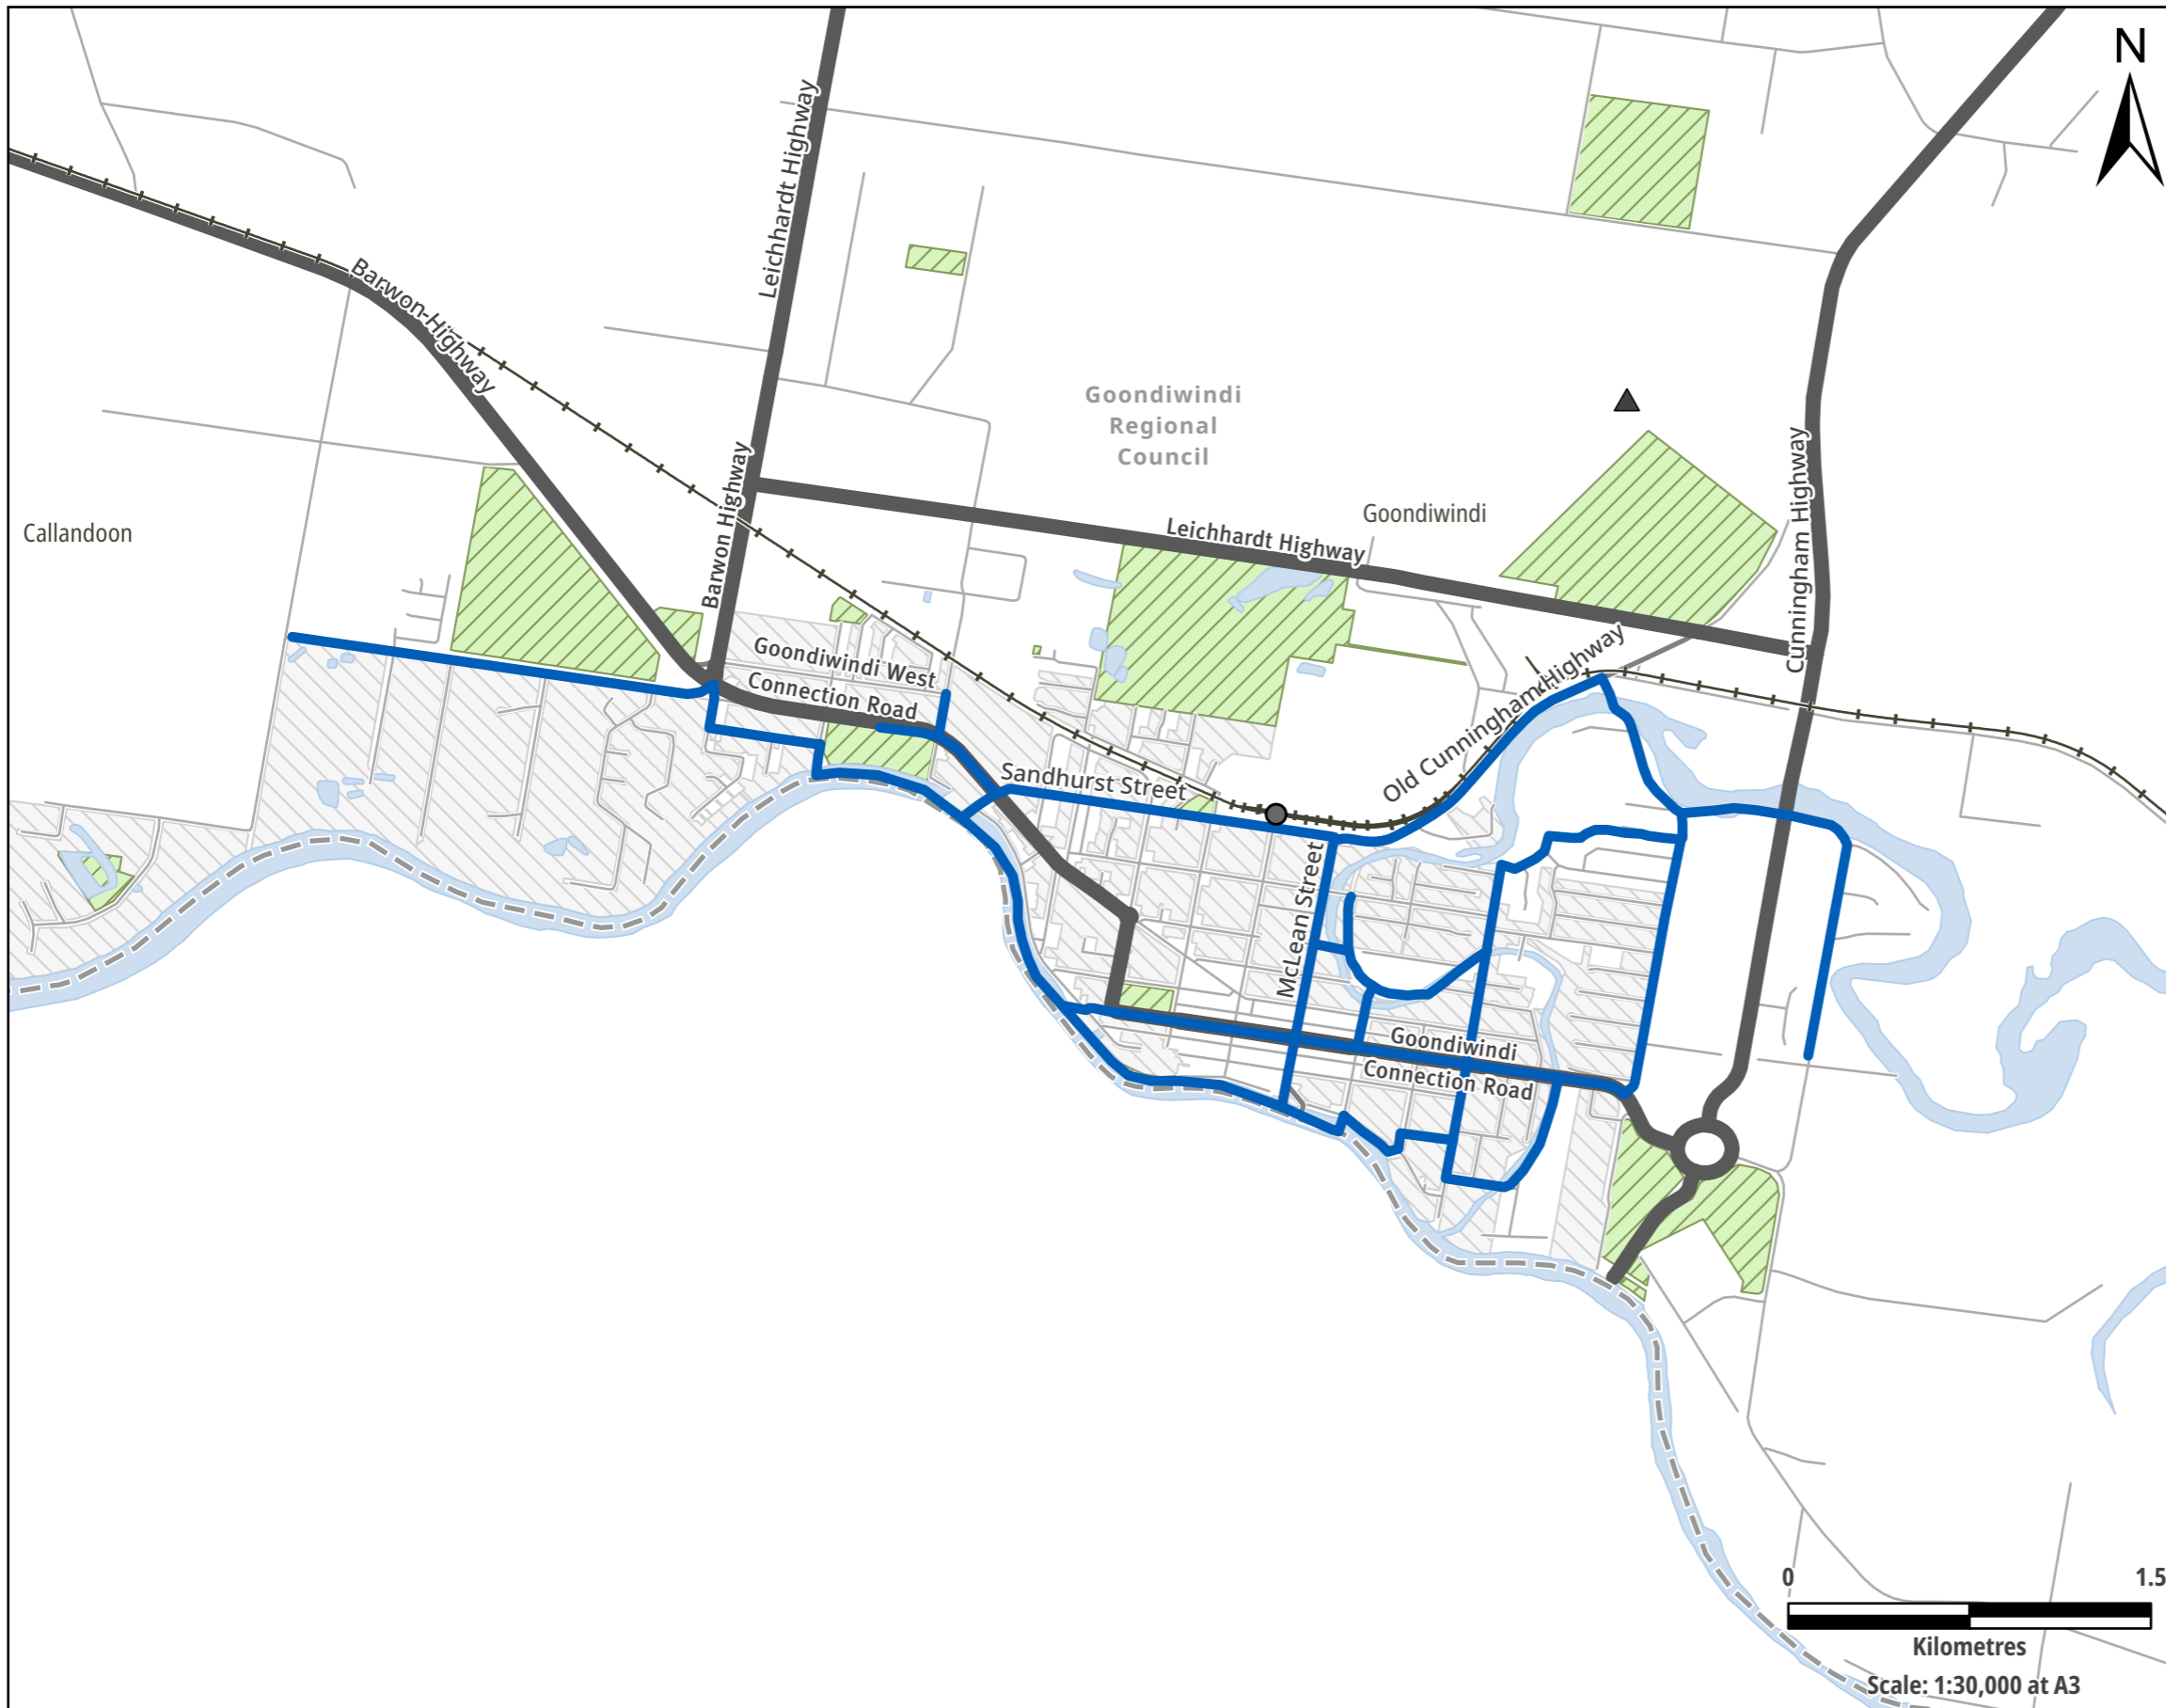 N
Leichhardt Highway
Barwon Highway
Goondiwindi
Regional
Council
Callandoon
Barwon Highway
Leichhardt Highway
Goondiwindi
Cunningham Highway
Cunningham Highway
Old Cunningham Highway
Goondiwindi West
Connection Road
Sandhurst Street
McLean Street
Goondiwindi
Connection Road
0 1.5
Kilometres
Scale: 1:30,000 at A3